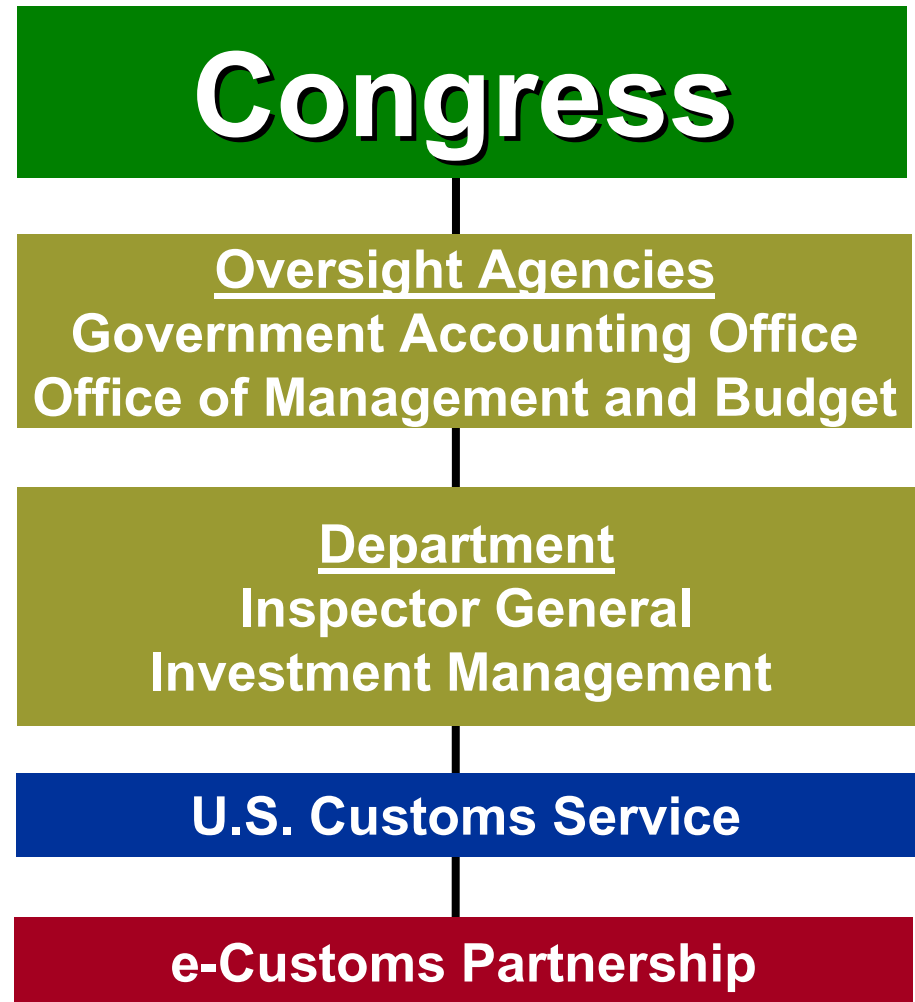 Congress
Oversight Agencies
Government Accounting Office
Office of Management and Budget
Department
Inspector General
Investment Management
U.S. Customs Service
e-Customs Partnership